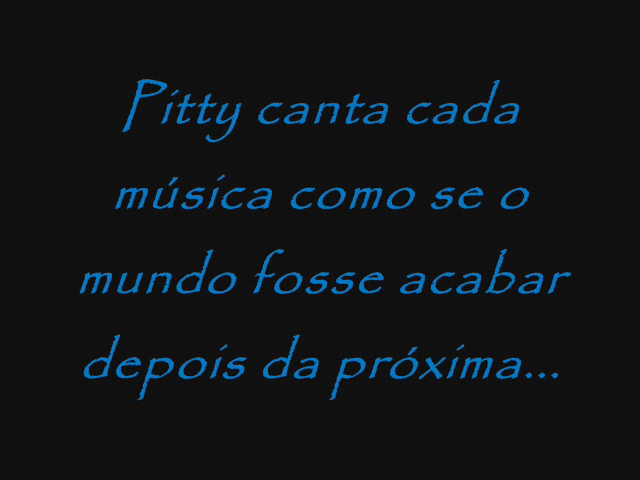 Pitty canta cada
música como se o
mundo fosse acabar
depois da próxima...